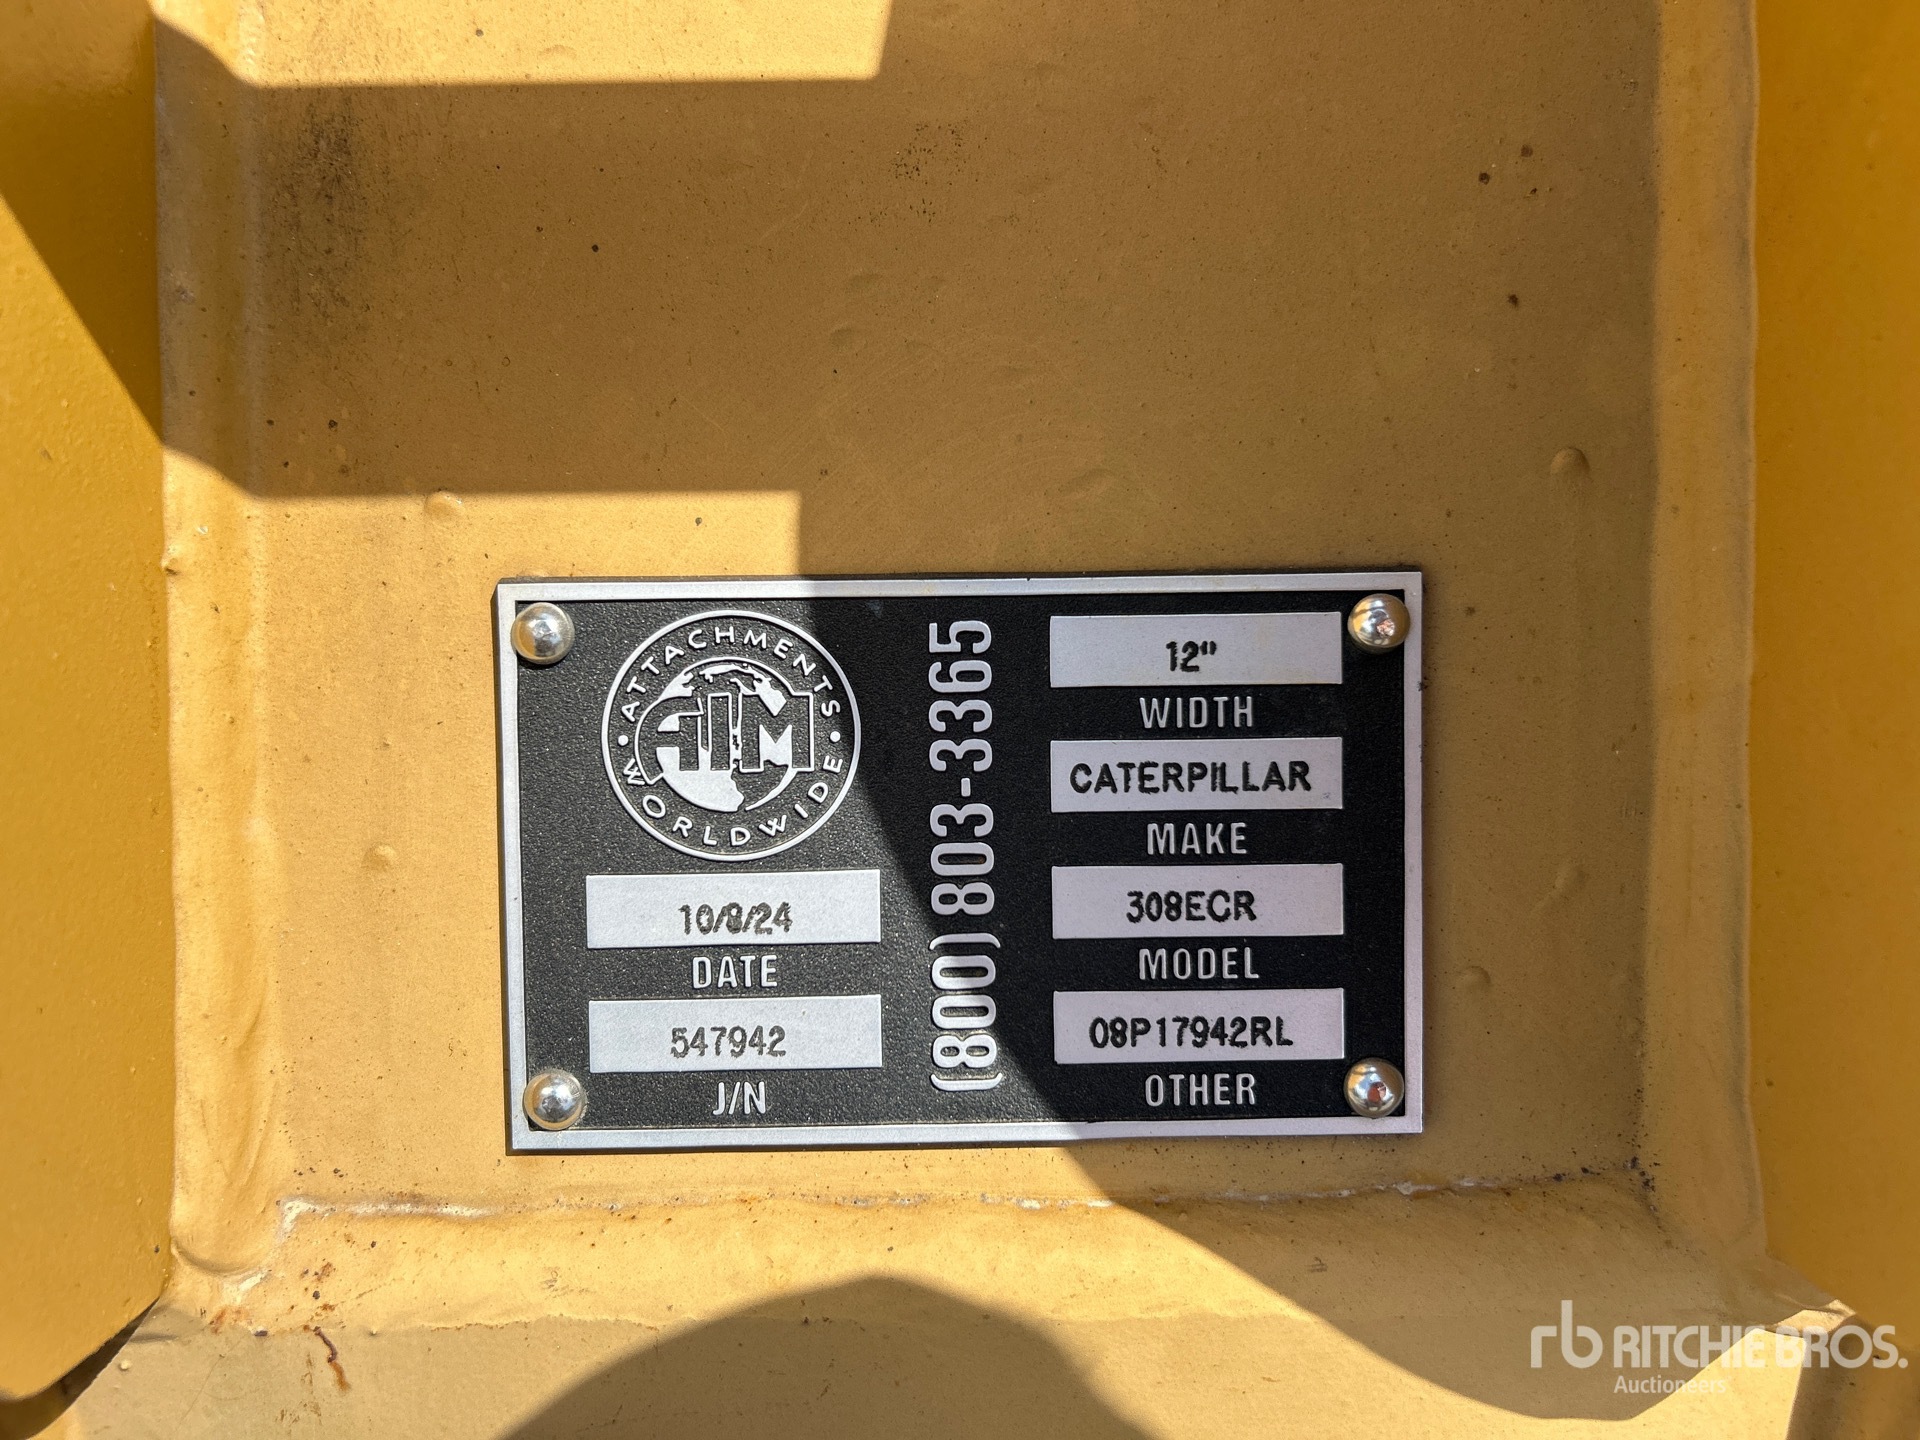 ATTACHMENTS
AIM
WORLDWIDE
10/8/24
DATE
547942
J/N
(800) 803-3365
12"
WIDTH
CATERPILLAR
MAKE
308ECR
MODEL
08P17942RL
OTHER
rb RITCHIE BROS.
Auctioneers